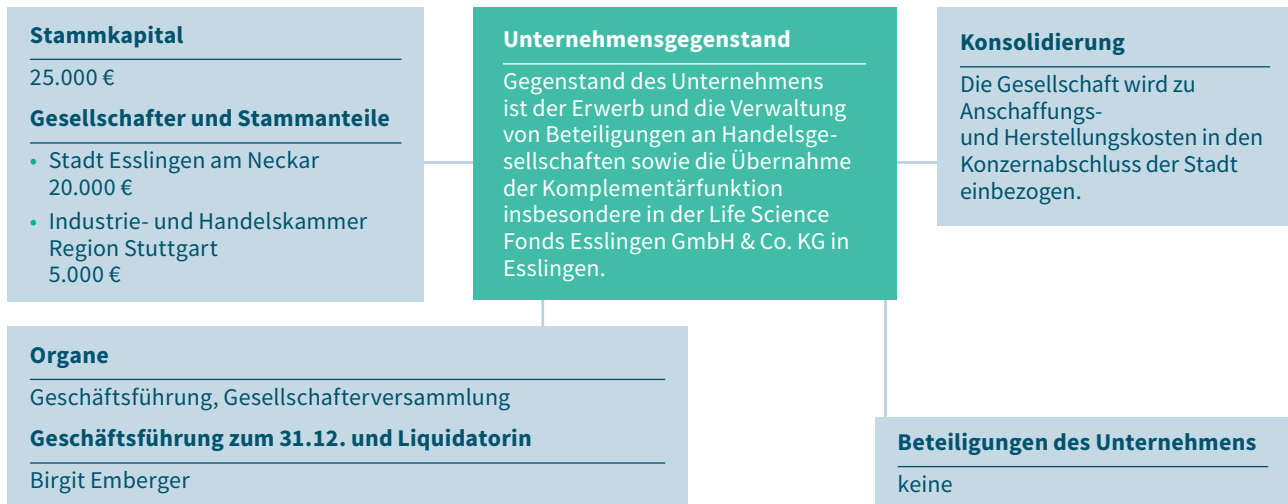 Stammkapital
25.000 €
Gesellschafter und Stammanteile
• Stadt Esslingen am Neckar
20.000 €
• Industrie- und Handelskammer
Region Stuttgart
5.000 €
Unternehmensgegenstand
Gegenstand des Unternehmens
ist der Erwerb und die Verwaltung
von Beteiligungen an Handelsge-
sellschaften sowie die Übernahme
der Komplementärfunktion
insbesondere in der Life Science
Fonds Esslingen GmbH & Co. KG in
Esslingen.
Konsolidierung
Die Gesellschaft wird zu
Anschaffungs-
und Herstellungskosten in den
Konzernabschluss der Stadt
einbezogen.
Organe
Geschäftsführung, Gesellschafterversammlung
Geschäftsführung zum 31.12. und Liquidatorin
Birgit Emberger
Beteiligungen des Unternehmens
keine